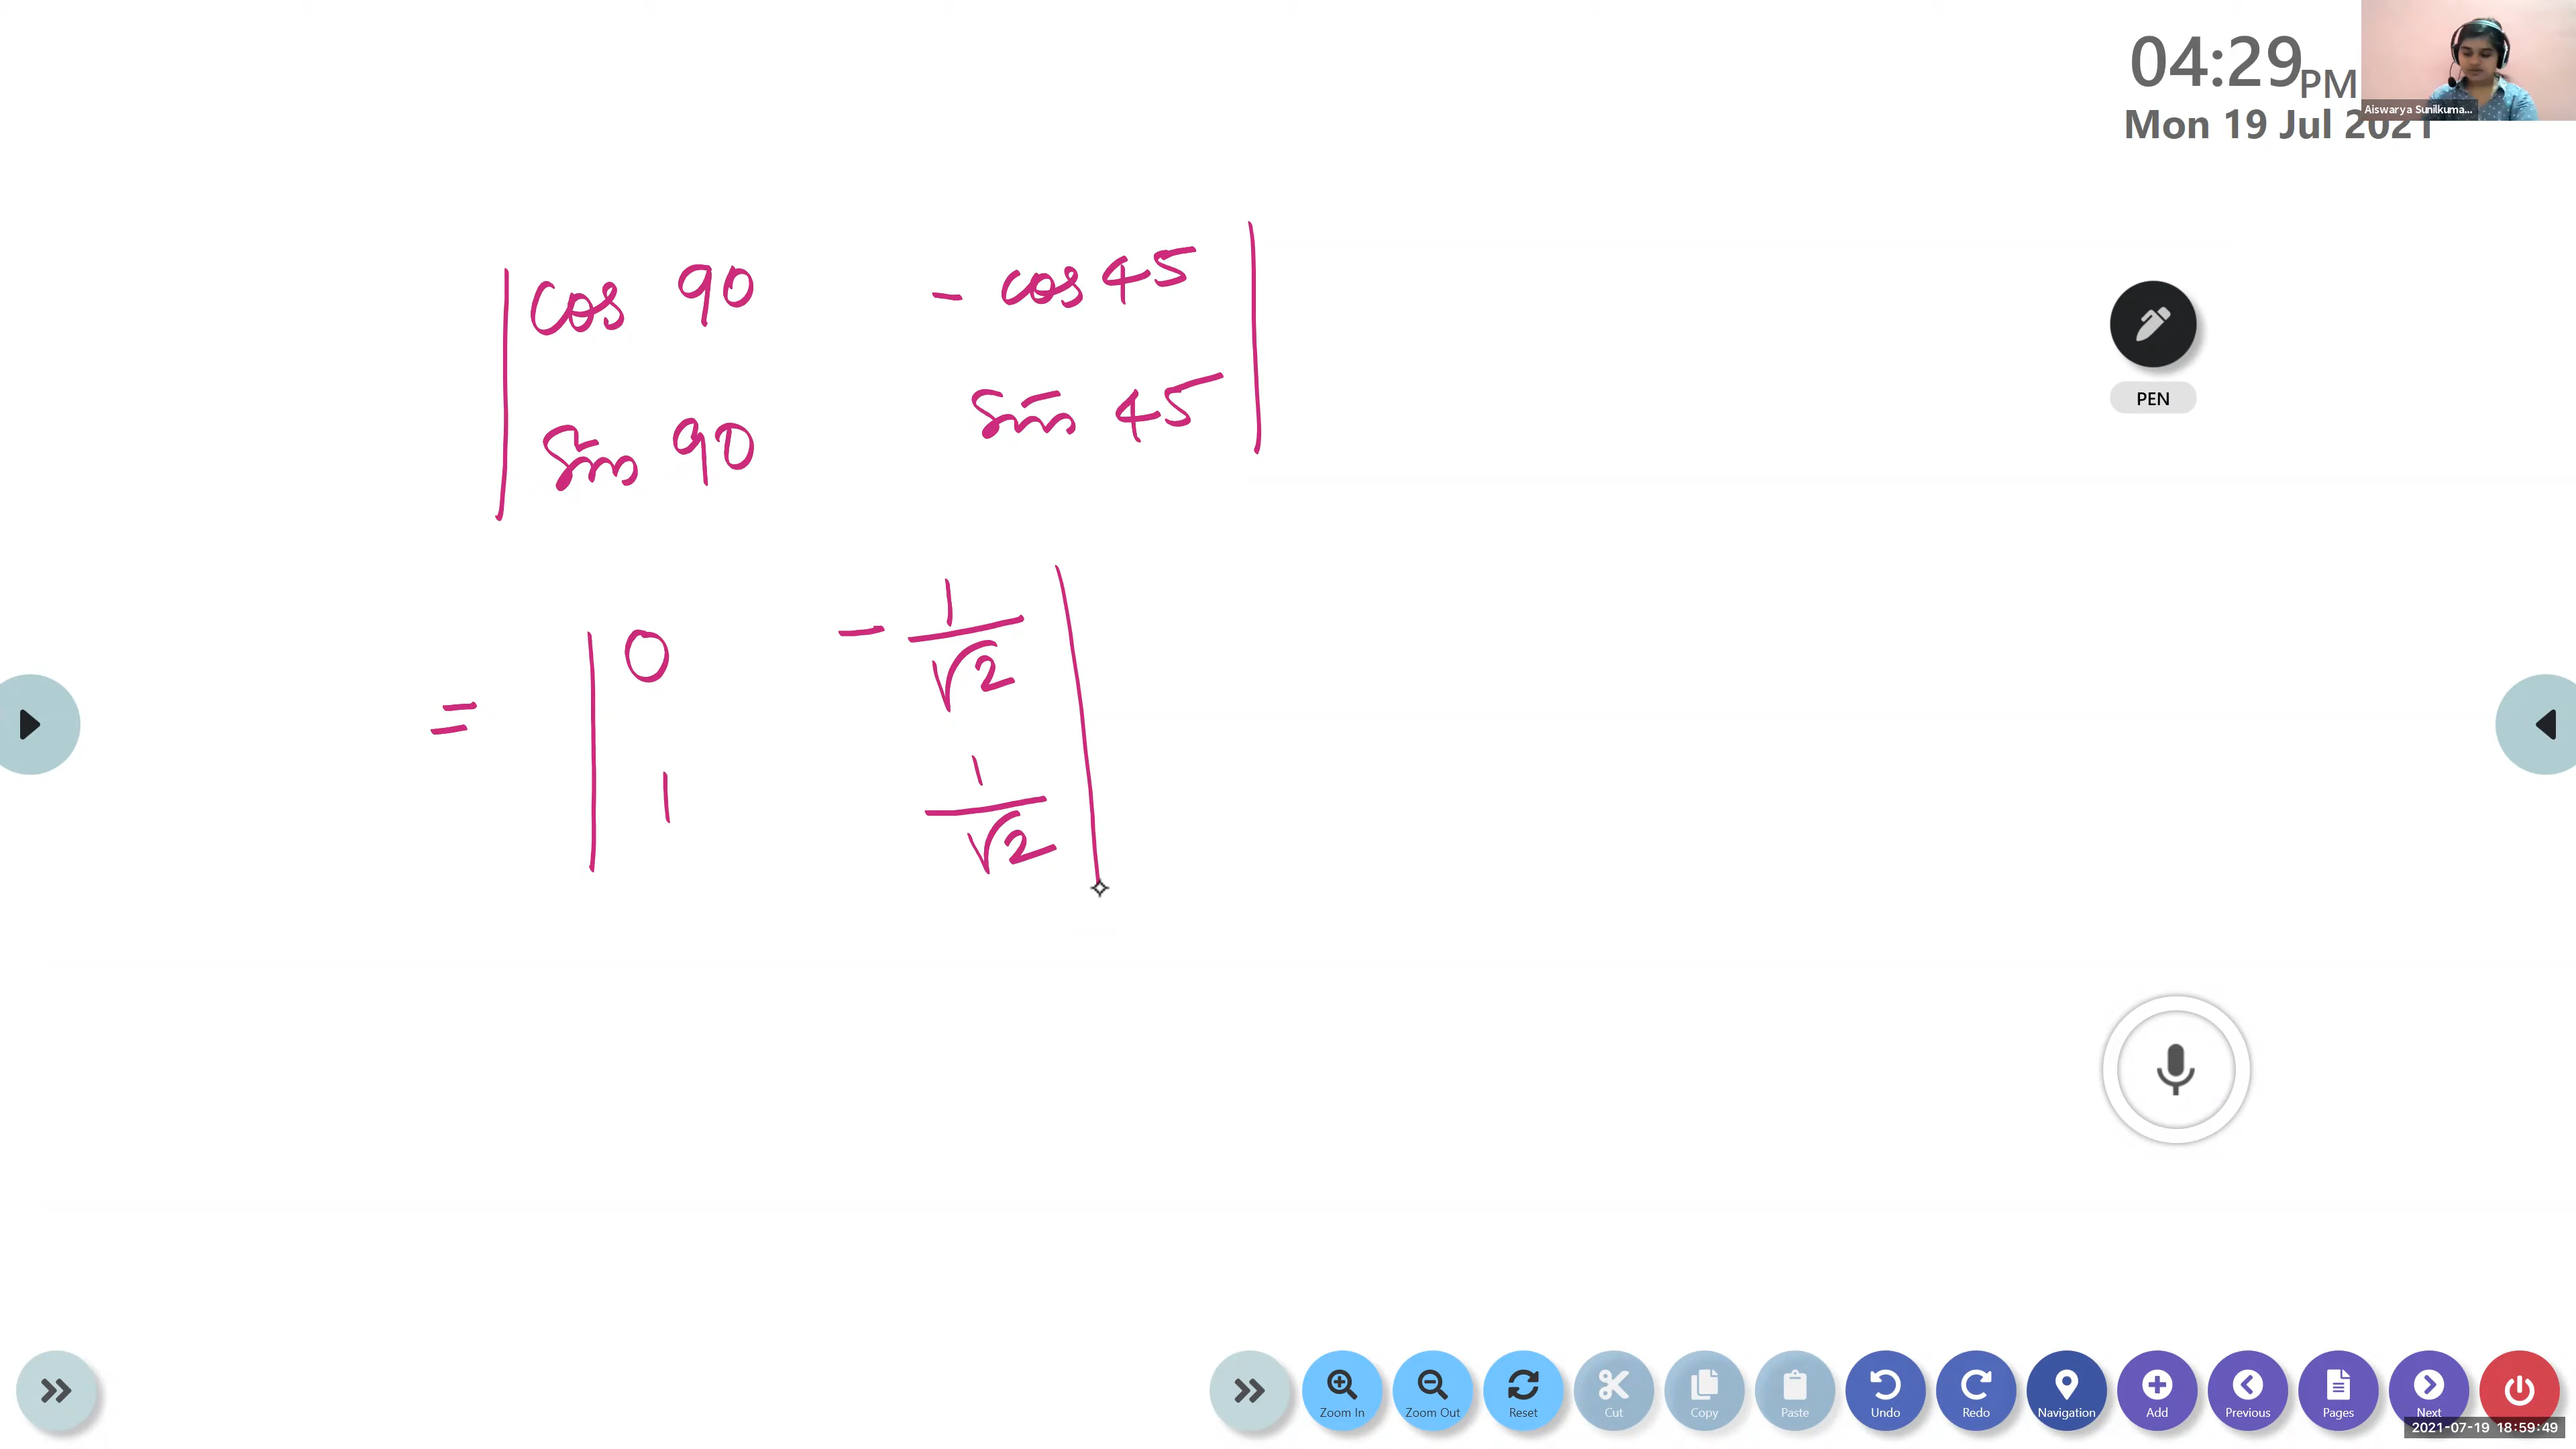 04:29 PM
Aiswarya Sunilkuma...
Mon 19 Jul 2021
| cos 90 - cos 45 |
| sin 90 sin 45 |
PEN
= | 0 - 1/√2 |
| 1 1/√2 |
Zoom In Zoom Out Reset Cut Copy Paste Undo Redo Navigation Add Previous Pages Next
2021-07-19 18:59:49